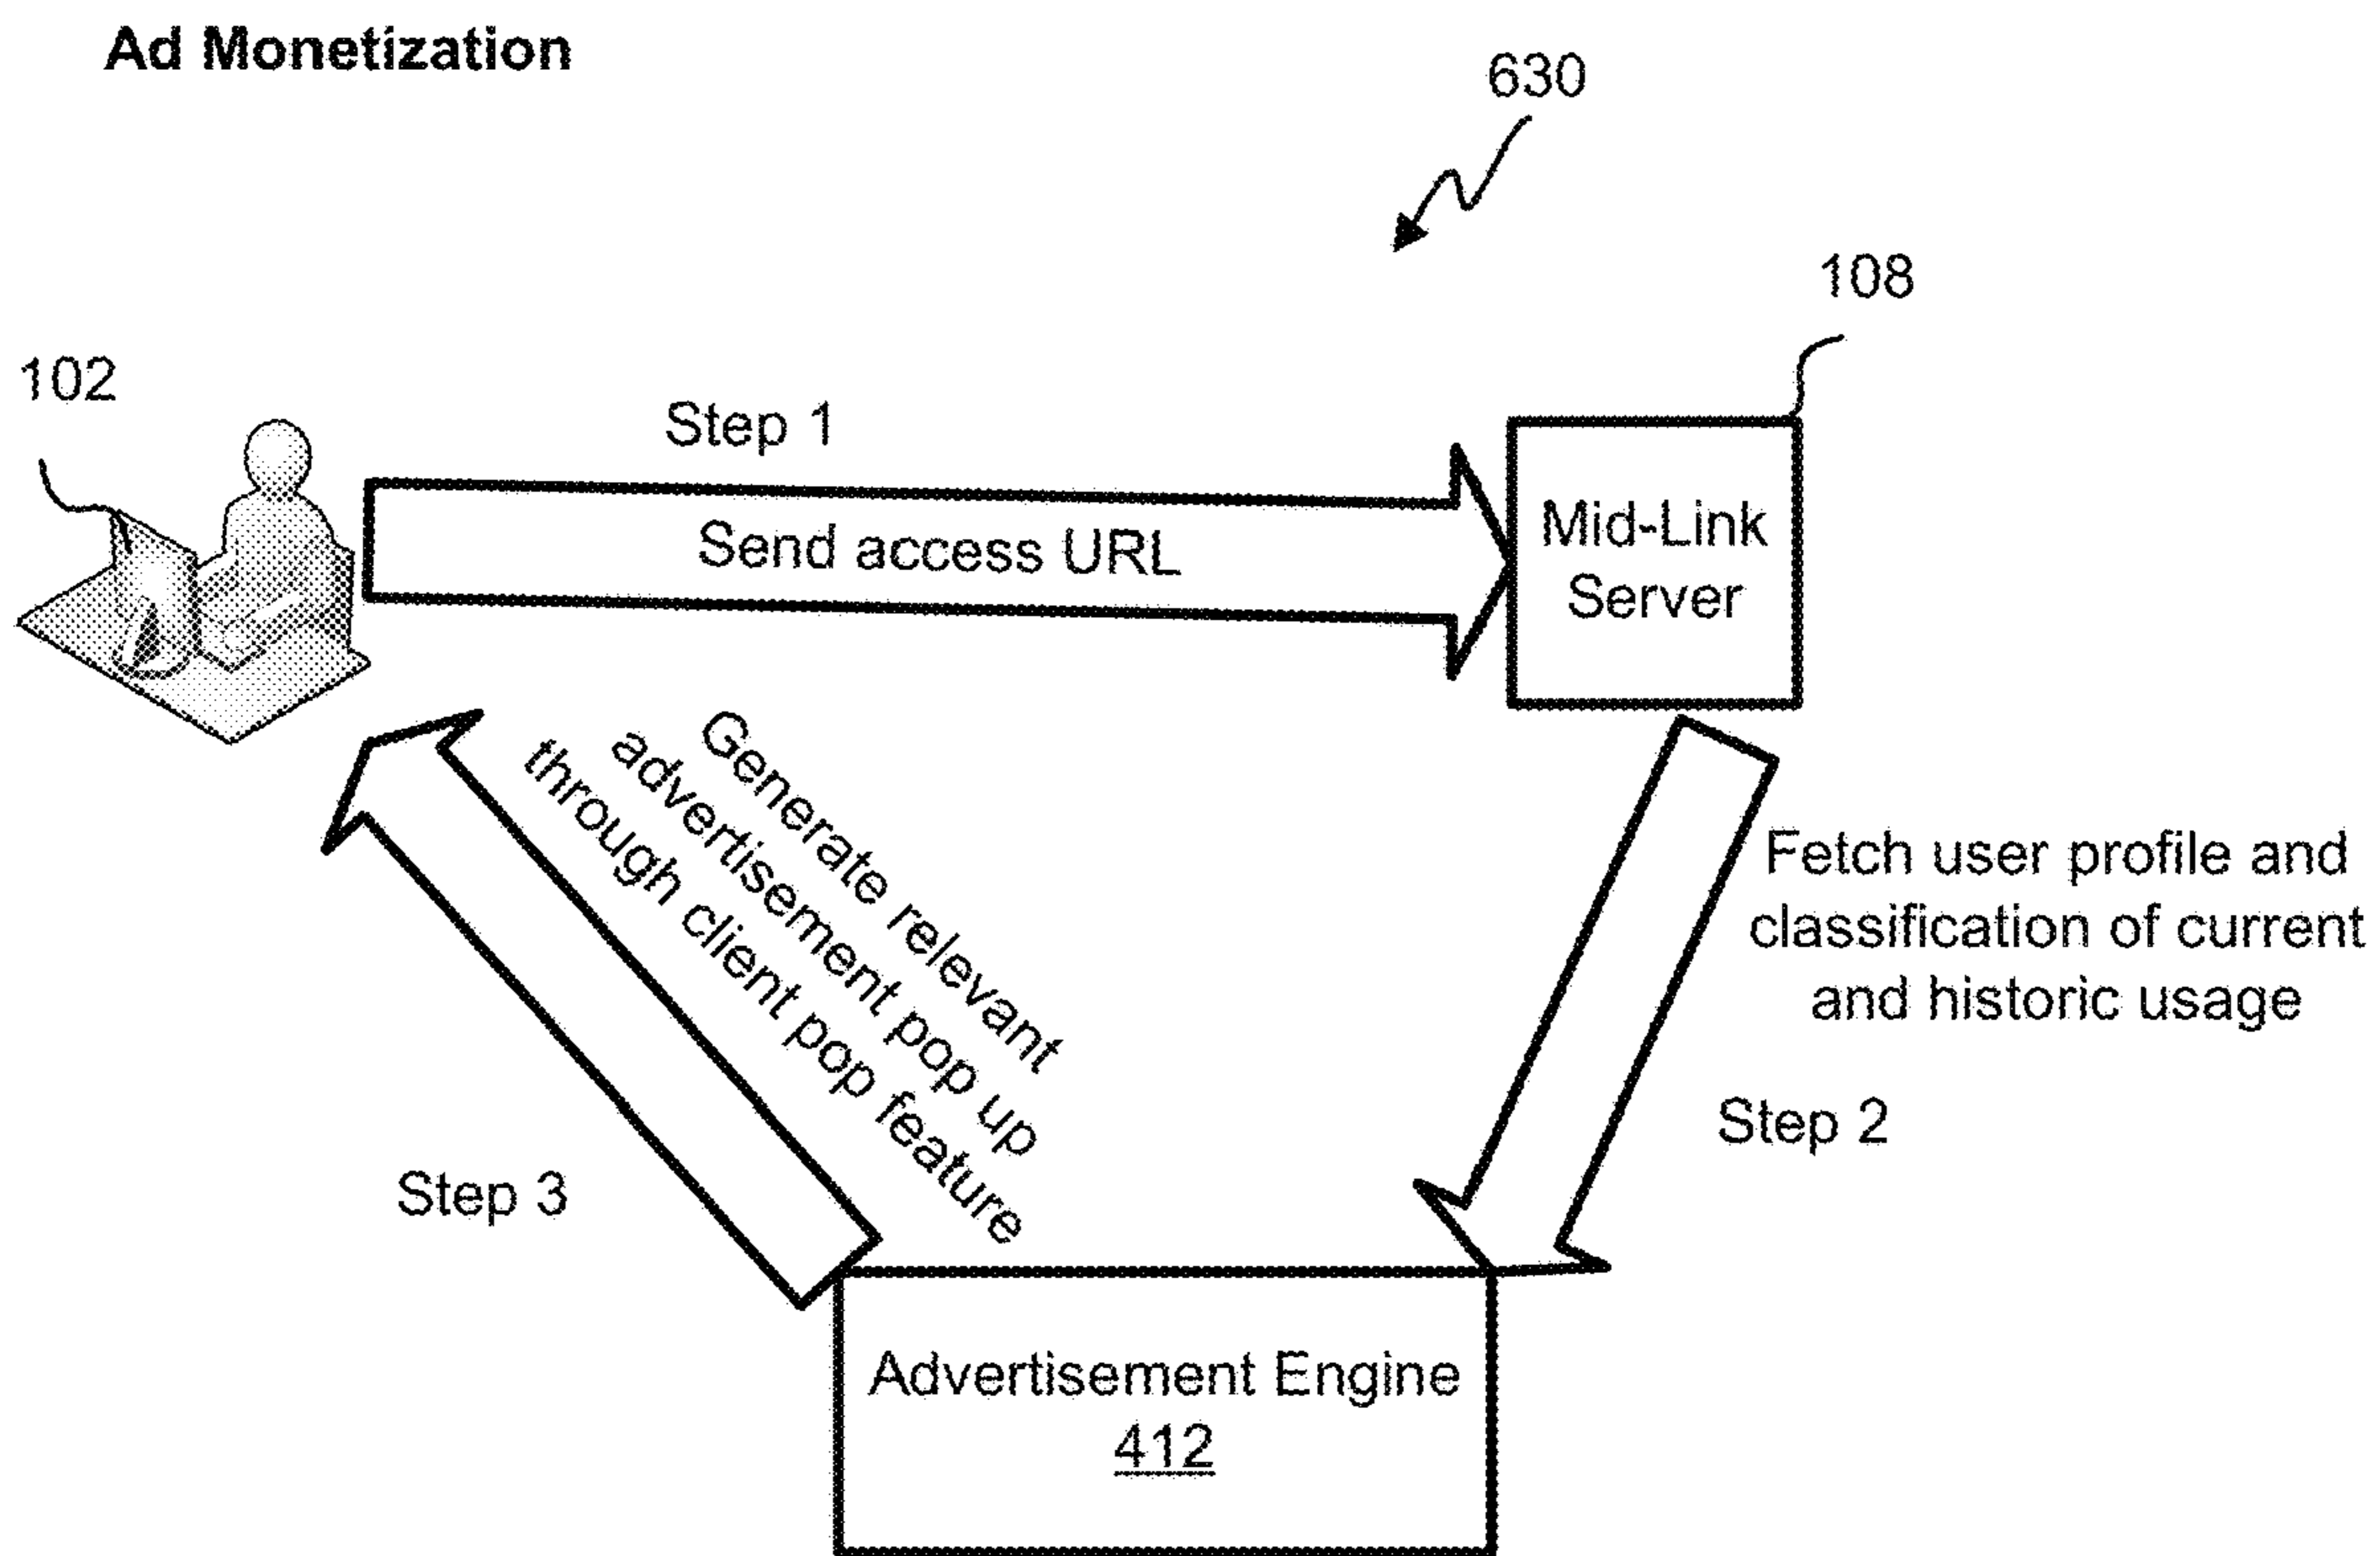 Ad Monetization
630
108
102
Step 1
Send access URL
Mid-Link
Server
Generate relevant
advertisement pop up
through client pop feature
Fetch user profile and
classification of current
and historic usage
Step 2
Step 3
Advertisement Engine
412